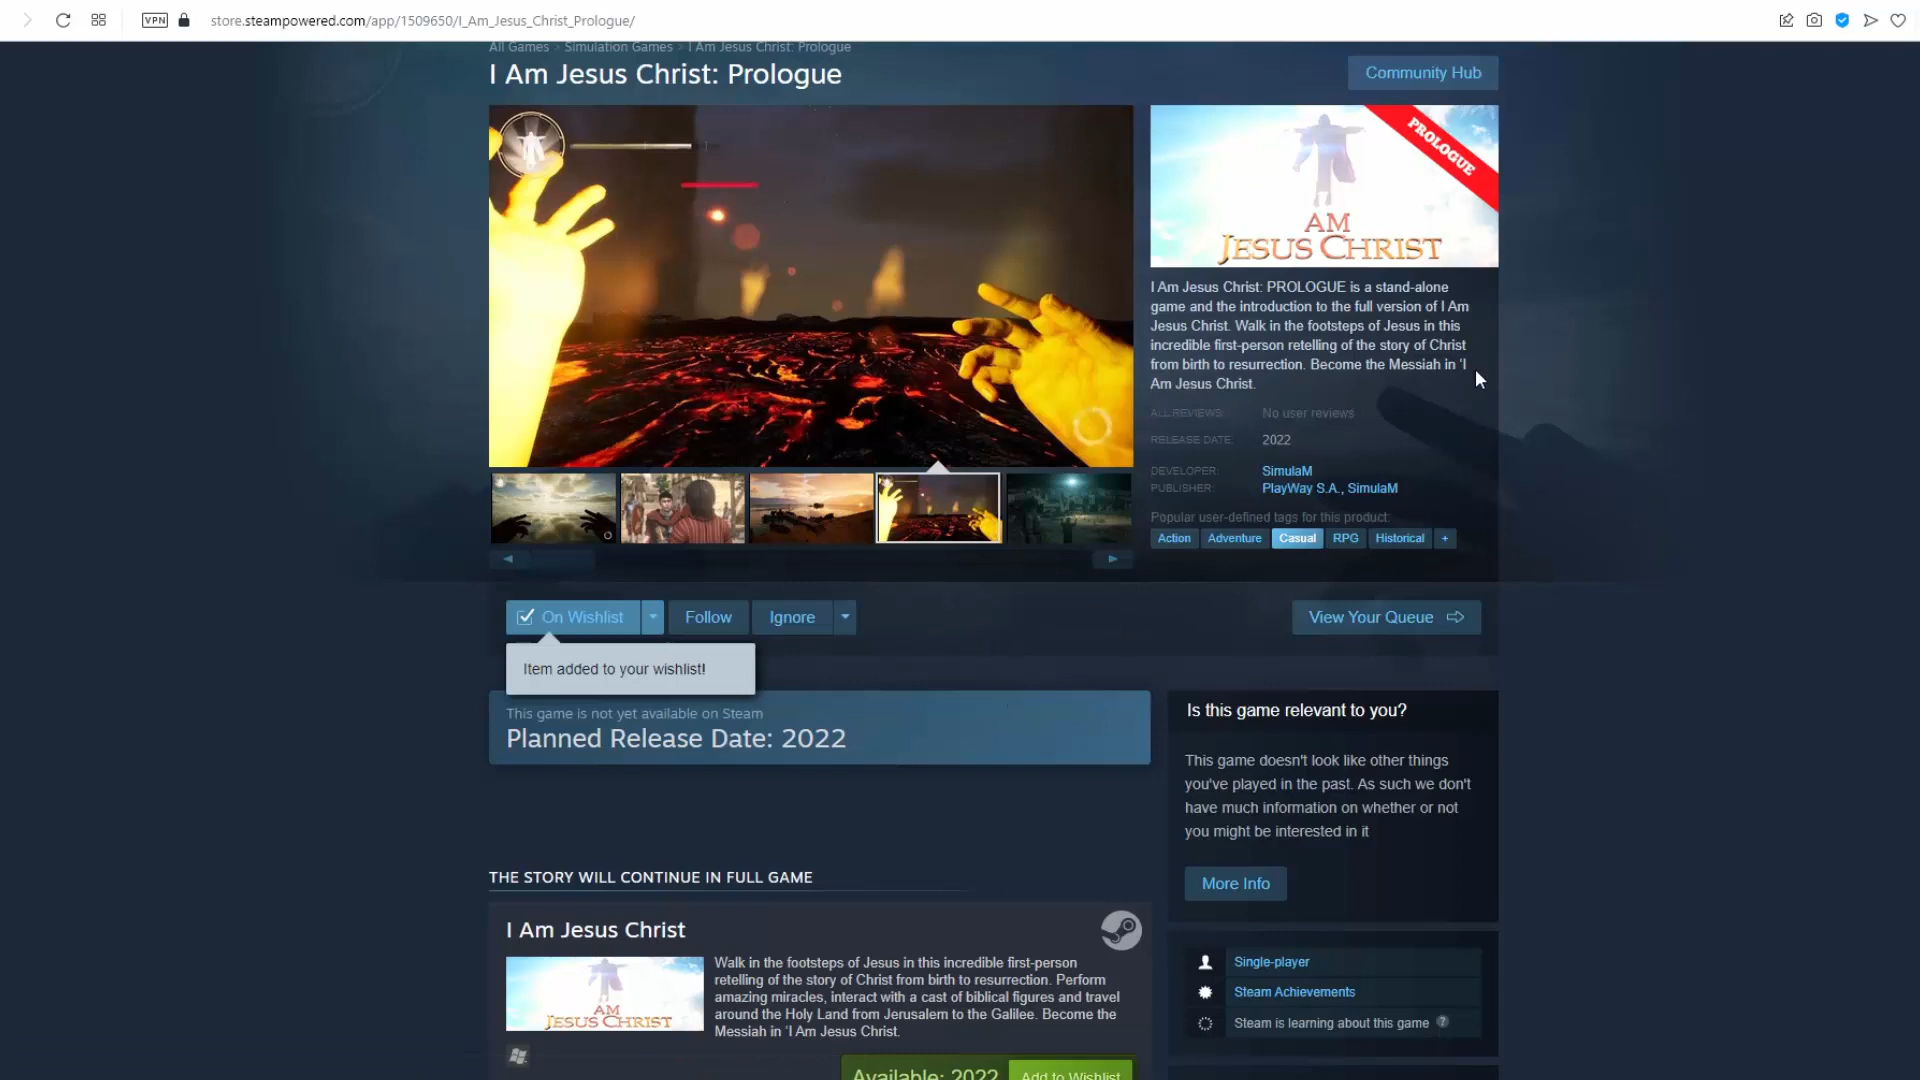 VPN
store.steampowered.com/app/1509650/I_Am_Jesus_Christ_Prologue/
All Games > Simulation Games > I Am Jesus Christ: Prologue
I Am Jesus Christ: Prologue
Community Hub
PROLOGUE
AM
JESUS CHRIST
I Am Jesus Christ: PROLOGUE is a stand-alone
game and the introduction to the full version of I Am
Jesus Christ. Walk in the footsteps of Jesus in this
incredible first-person retelling of the story of Christ
from birth to resurrection. Become the Messiah in 'I
Am Jesus Christ.
ALL REVIEWS: No user reviews
RELEASE DATE: 2022
DEVELOPER: SimulaM
PUBLISHER: PlayWay S.A., SimulaM
Popular user-defined tags for this product:
Action Adventure Casual RPG Historical +
On Wishlist Follow Ignore View Your Queue
Item added to your wishlist!
This game is not yet available on Steam
Planned Release Date: 2022
Is this game relevant to you?
This game doesn't look like other things
you've played in the past. As such we don't
have much information on whether or not
you might be interested in it
More Info
THE STORY WILL CONTINUE IN FULL GAME
I Am Jesus Christ
AM
JESUS CHRIST
Walk in the footsteps of Jesus in this incredible first-person
retelling of the story of Christ from birth to resurrection. Perform
amazing miracles, interact with a cast of biblical figures and travel
around the Holy Land from Jerusalem to the Galilee. Become the
Messiah in 'I Am Jesus Christ.
Available: 2022 Add to Wishlist
Single-player
Steam Achievements
Steam is learning about this game ?